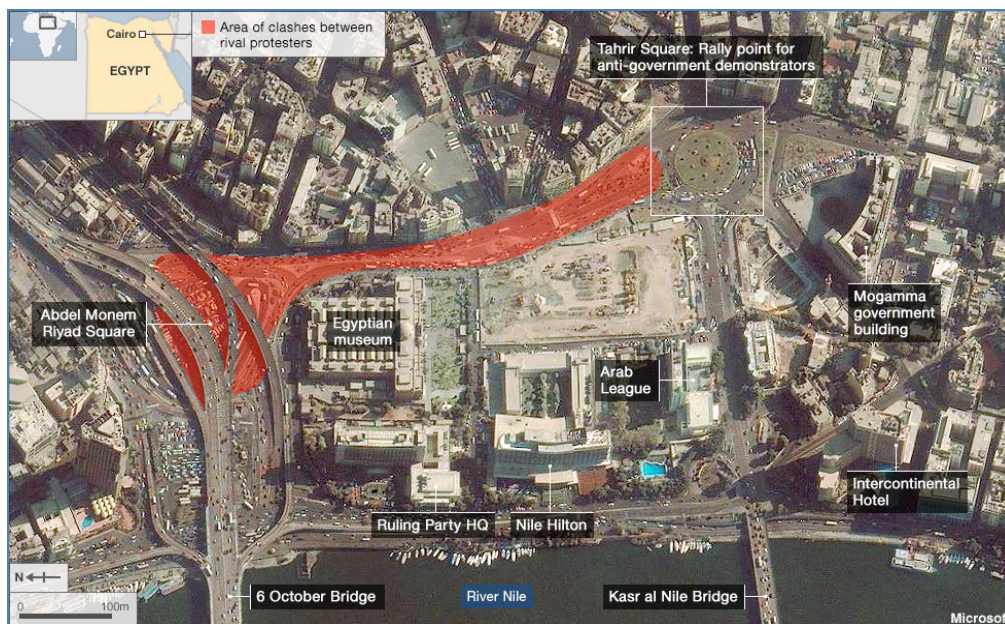 Cairo
EGYPT
Area of clashes between
rival protesters
Tahrir Square: Rally point for
anti-government demonstrators
Abdel Monem
Riyad Square
Egyptian
museum
Mogamma
government
building
Arab
League
Intercontinental
Hotel
Ruling Party HQ
Nile Hilton
N
0 100m
6 October Bridge
River Nile
Kasr al Nile Bridge
Microsof